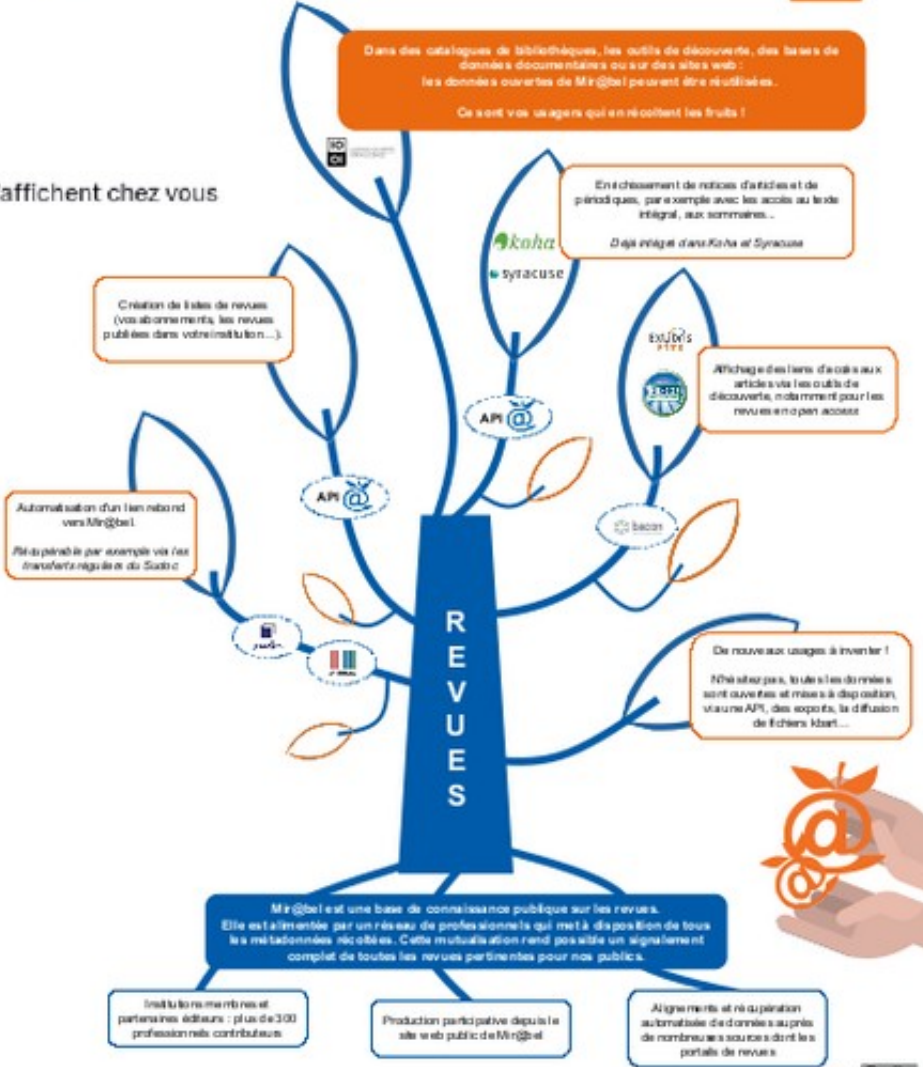 Dans des catalogues de bibliothèques, les outils de découverte, des bases de
données documentaires ou sur des sites web :
les données ouvertes de Mir@bel peuvent être réutilisées.
Ce sont vos usagers qui en récoltent les fruits !
'affichent chez vous
Enrichissement de notices d'articles et de
périodiques, par exemple avec les accès au texte
intégral, aux sommaires...
Déjà intégré dans Koha et Syracuse
koha
syracuse
Création de listes de revues
(vos abonnements, les revues
publiées dans votre institution...).
ExLibris
Affichage des liens d'accès aux
articles via les outils de
découverte, notamment pour les
revues en open access
API @
API @
Automatisation d'un lien rebond
vers Mir@bel.
Récupérable par exemple via les
transferts réguliers du Sudoc
bacon
REVUES
De nouveaux usages à inventer !
N'hésitez pas, toutes les données
sont ouvertes et mises à disposition,
via une API, des exports, la diffusion
de fichiers kbart...
Mir@bel est une base de connaissance publique sur les revues.
Elle est alimentée par un réseau de professionnels qui met à disposition de tous
les métadonnées récoltées. Cette mutualisation rend possible un signalement
complet de toutes les revues pertinentes pour nos publics.
Institutions membres et
partenaires éditeurs : plus de 300
professionnels contributeurs
Production participative depuis le
site web public de Mir@bel
Alignements et récupération
automatisée de données auprès
de nombreuses sources dont les
portails de revues